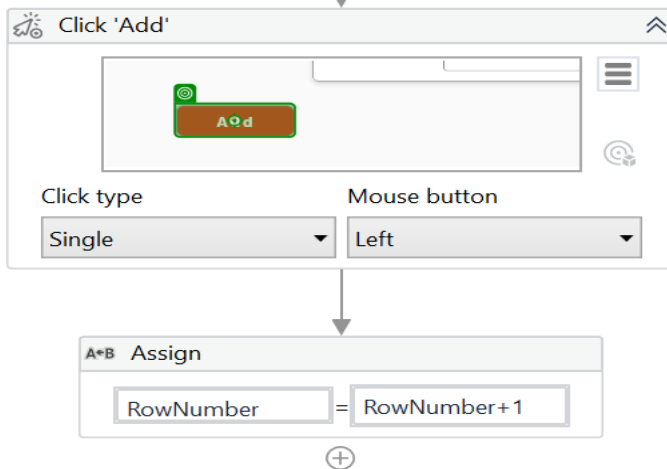 Click 'Add'
Add
Click type
Mouse button
Single
Left
A←B Assign
RowNumber = RowNumber+1